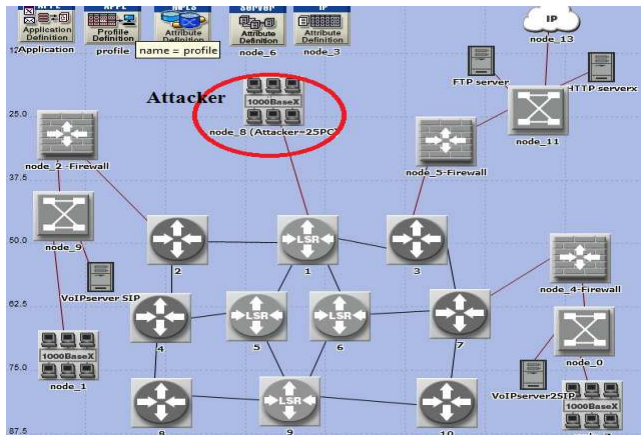 Application
Definition
Application
Profile
Definition
profile
Attribute
Definition
name = profile
Server
Attribute
Definition
node_6
IP
Attribute
Definition
node_3
IP
node_13
FTP server
HTTP serverx
node_11
Attacker
1000BaseX
node_8 (Attacker=25PC)
25.0
node_2 -Firewall
node_5-Firewall
37.5
node_9
50.0
2
LSR
1
3
VoIPserver SIP
node_4-Firewall
62.5
4
LSR
5
LSR
6
7
node_0
1000BaseX
node_1
75.0
VoIPserver2SIP
1000BaseX
8
LSR
9
10
87.5